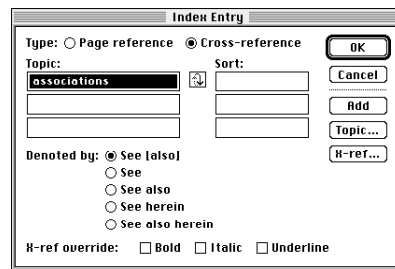 Index Entry
Type: Page reference Cross-reference
OK
Topic: Sort:
associations
Cancel
Add
Topic...
X-ref...
Denoted by: See [also]
See
See also
See herein
See also herein
X-ref override: Bold Italic Underline